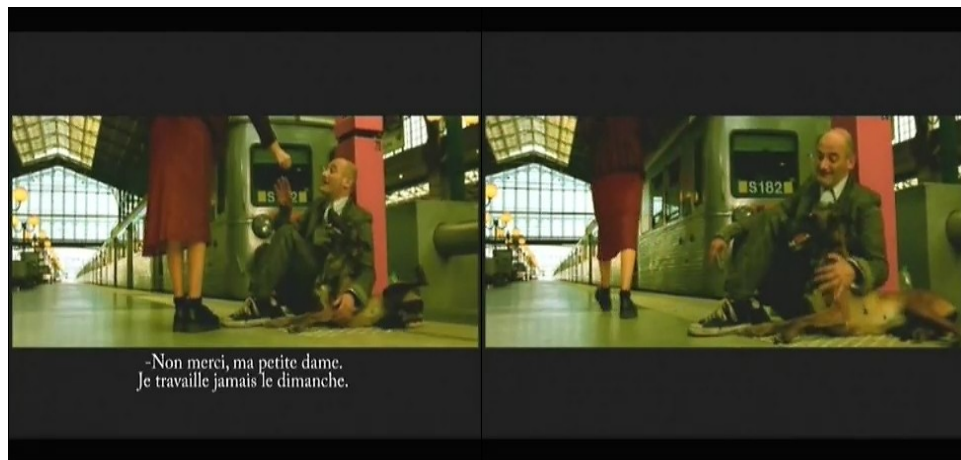 S182
-Non merci, ma petite dame.
Je travaille jamais le dimanche.
S182